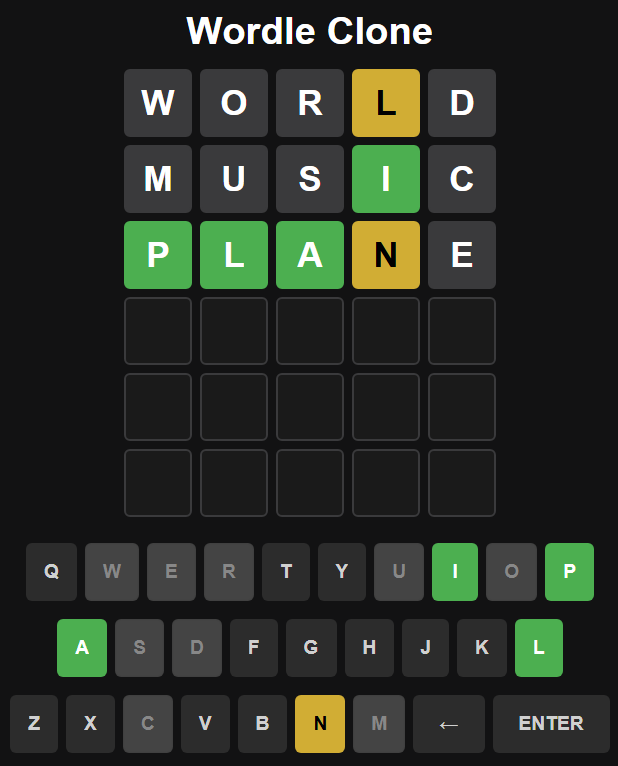 Wordle Clone
W O R L D
M U S I C
P L A N E
Q W E R T Y U I O P
A S D F G H J K L
Z X C V B N M ← ENTER